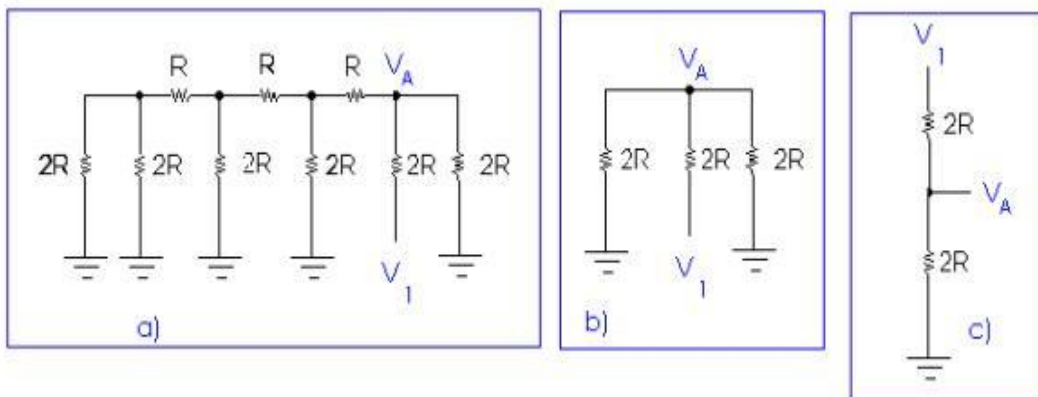 R R R V_A
2R 2R 2R 2R 2R 2R
V_1
a)
V_A
2R 2R 2R
V_1
b)
V_1
2R
V_A
2R
c)